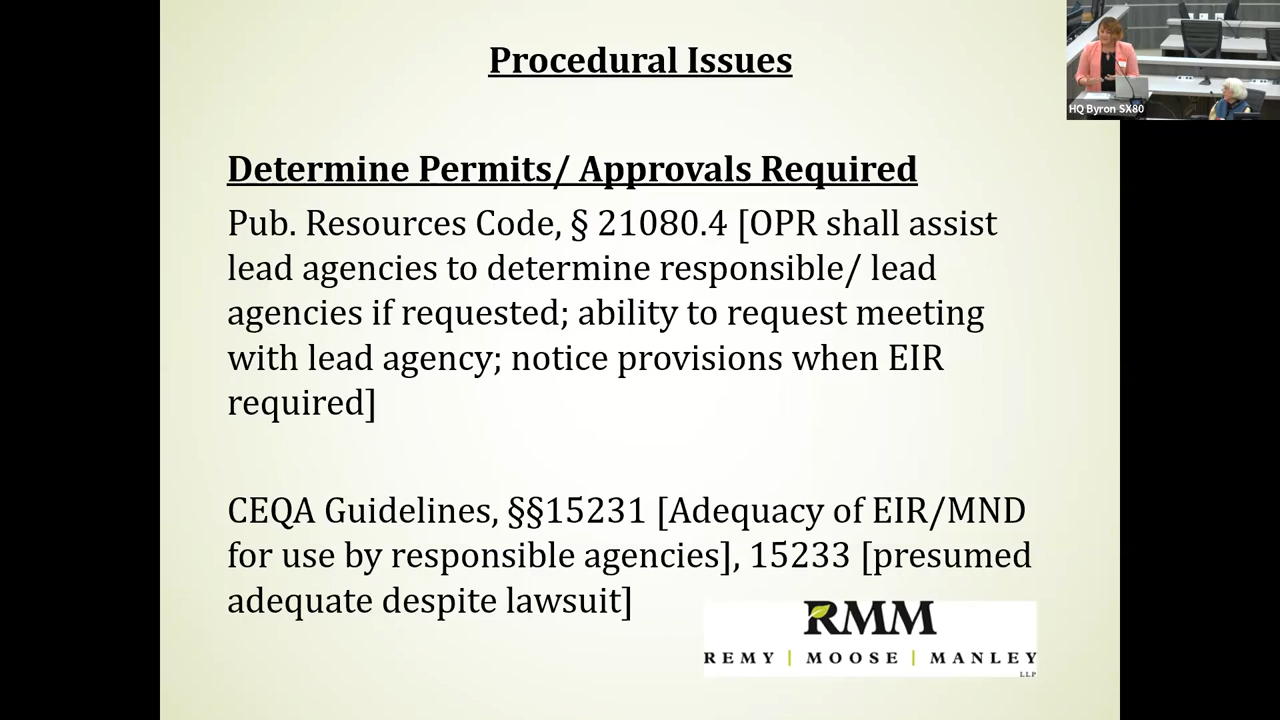 Procedural Issues
HQ Byron SX80
Determine Permits/ Approvals Required
Pub. Resources Code, § 21080.4 [OPR shall assist
lead agencies to determine responsible/ lead
agencies if requested; ability to request meeting
with lead agency; notice provisions when EIR
required]
CEQA Guidelines, §§15231 [Adequacy of EIR/MND
for use by responsible agencies], 15233 [presumed
adequate despite lawsuit]
RMM
REMY | MOOSE | MANLEY
LLP